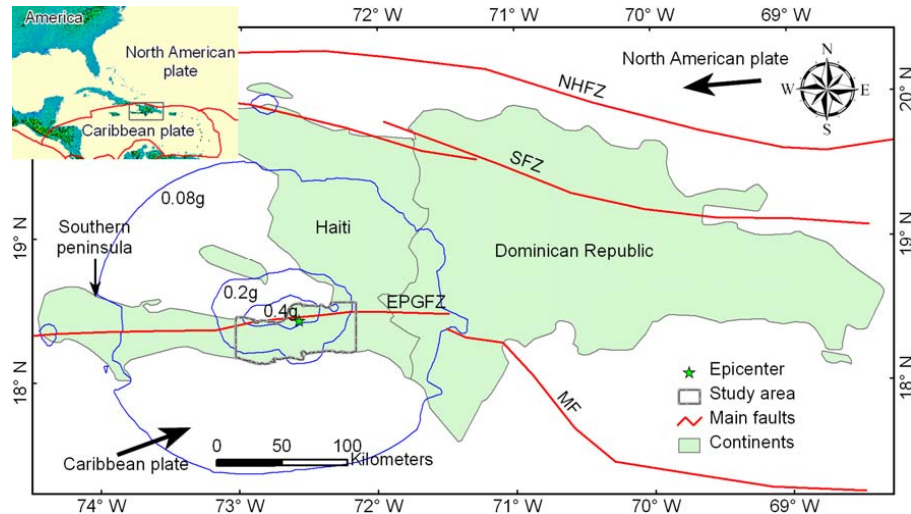 America
North American
plate
Caribbean plate
72° W
71° W
70° W
69° W
North American plate
N
W
E
S
20° N
19° N
18° N
19° N
18° N
NHFZ
SFZ
0.08g
Southern
peninsula
Haiti
Dominican Republic
0.2g
0.4g
EPGFZ
MF
Epicenter
Study area
Main faults
Continents
Caribbean plate
0
50
100
Kilometers
74° W
73° W
72° W
71° W
70° W
69° W